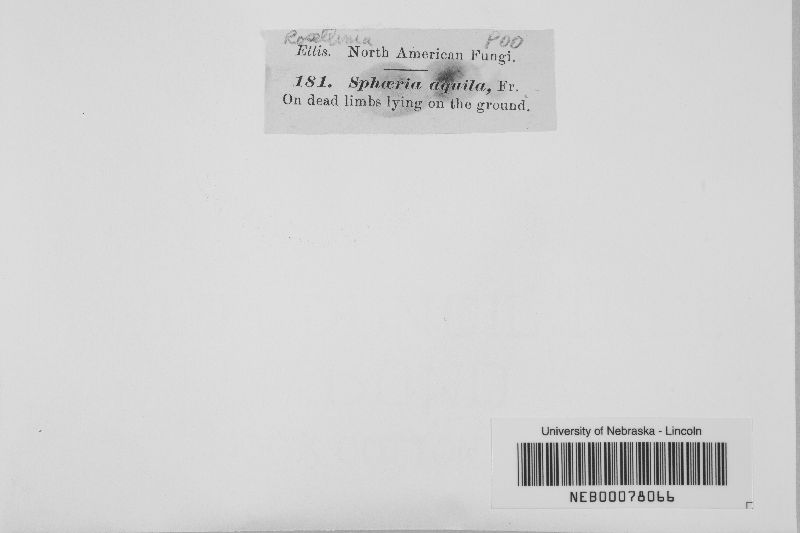 Rosellinia P00
Ellis. North American Fungi.
181. Sphæria aquila, Fr.
On dead limbs lying on the ground.
University of Nebraska - Lincoln
NEB00078066